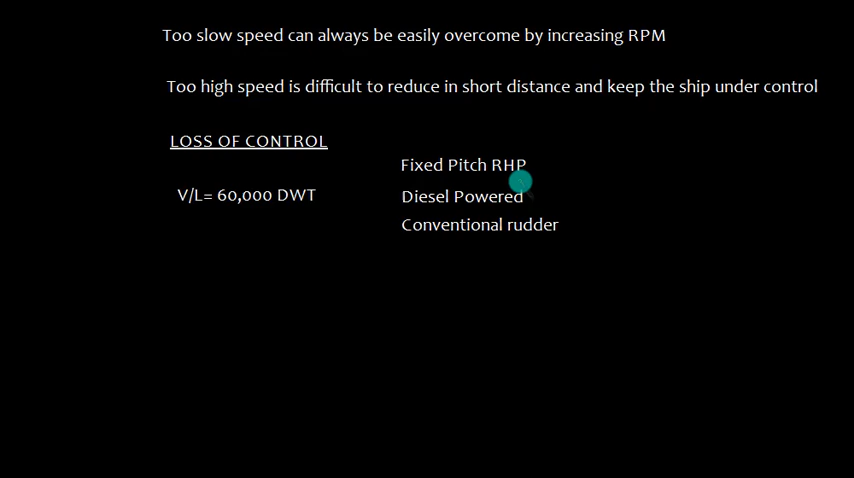 Too slow speed can always be easily overcome by increasing RPM
Too high speed is difficult to reduce in short distance and keep the ship under control
LOSS OF CONTROL
Fixed Pitch RHP
V/L= 60,000 DWT
Diesel Powered
Conventional rudder